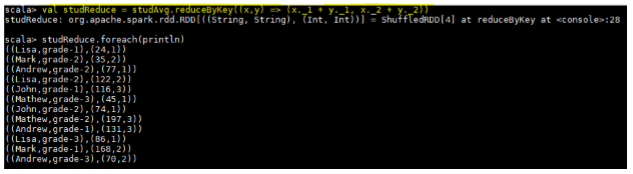 scala> val studReduce = studAvg.reduceByKey((x,y) => (x._1 + y._1, x._2 + y._2))
studReduce: org.apache.spark.rdd.RDD[((String, String), (Int, Int))] = ShuffledRDD[4] at reduceByKey at <console>:28
scala> studReduce.foreach(println)
((Lisa,grade-1),(24,1))
((Mark,grade-2),(35,2))
((Andrew,grade-2),(77,1))
((Lisa,grade-2),(122,2))
((John,grade-1),(116,3))
((Mathew,grade-3),(45,1))
((John,grade-2),(74,1))
((Mathew,grade-2),(197,3))
((Andrew,grade-1),(131,3))
((Lisa,grade-3),(86,1))
((Mark,grade-1),(168,2))
((Andrew,grade-3),(70,2))